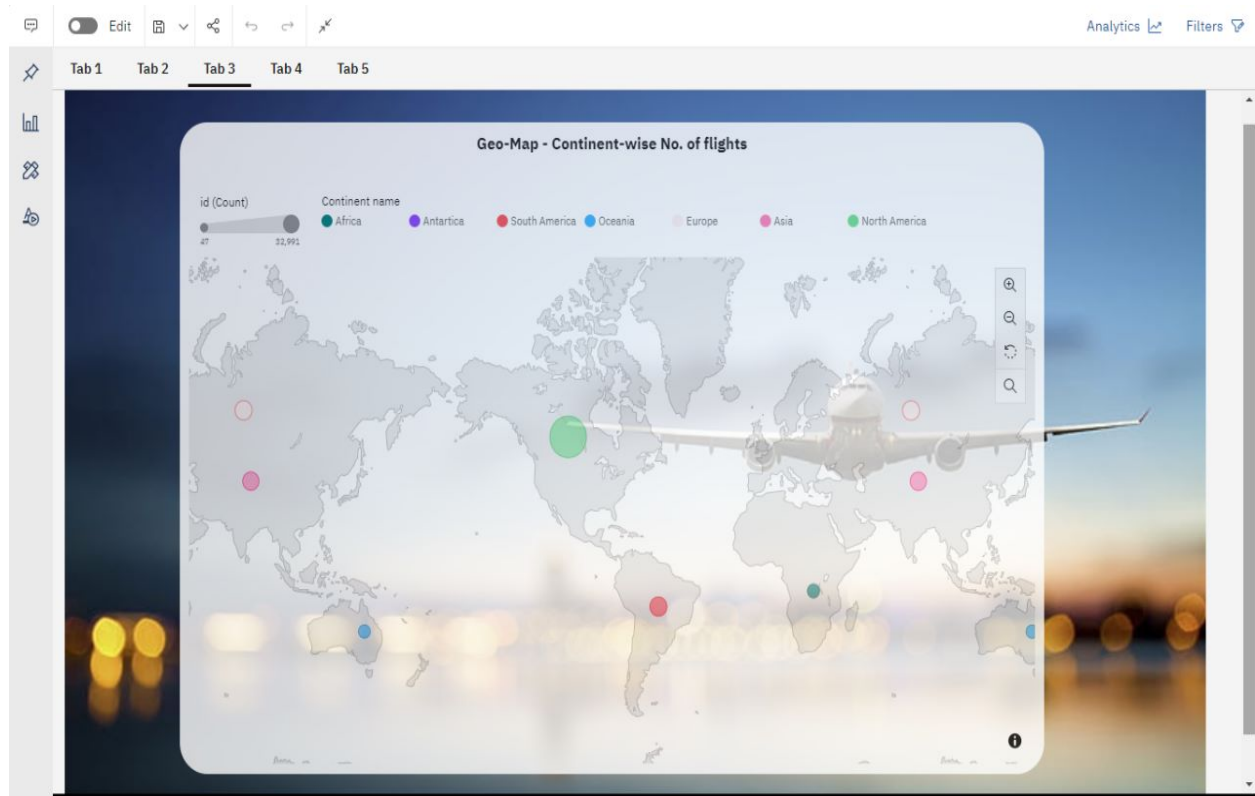 Edit
Analytics
Filters
Tab 1 Tab 2 Tab 3 Tab 4 Tab 5
Geo-Map - Continent-wise No. of flights
id (Count)
47 32,991
Continent name
Africa Antartica South America Oceania Europe Asia North America